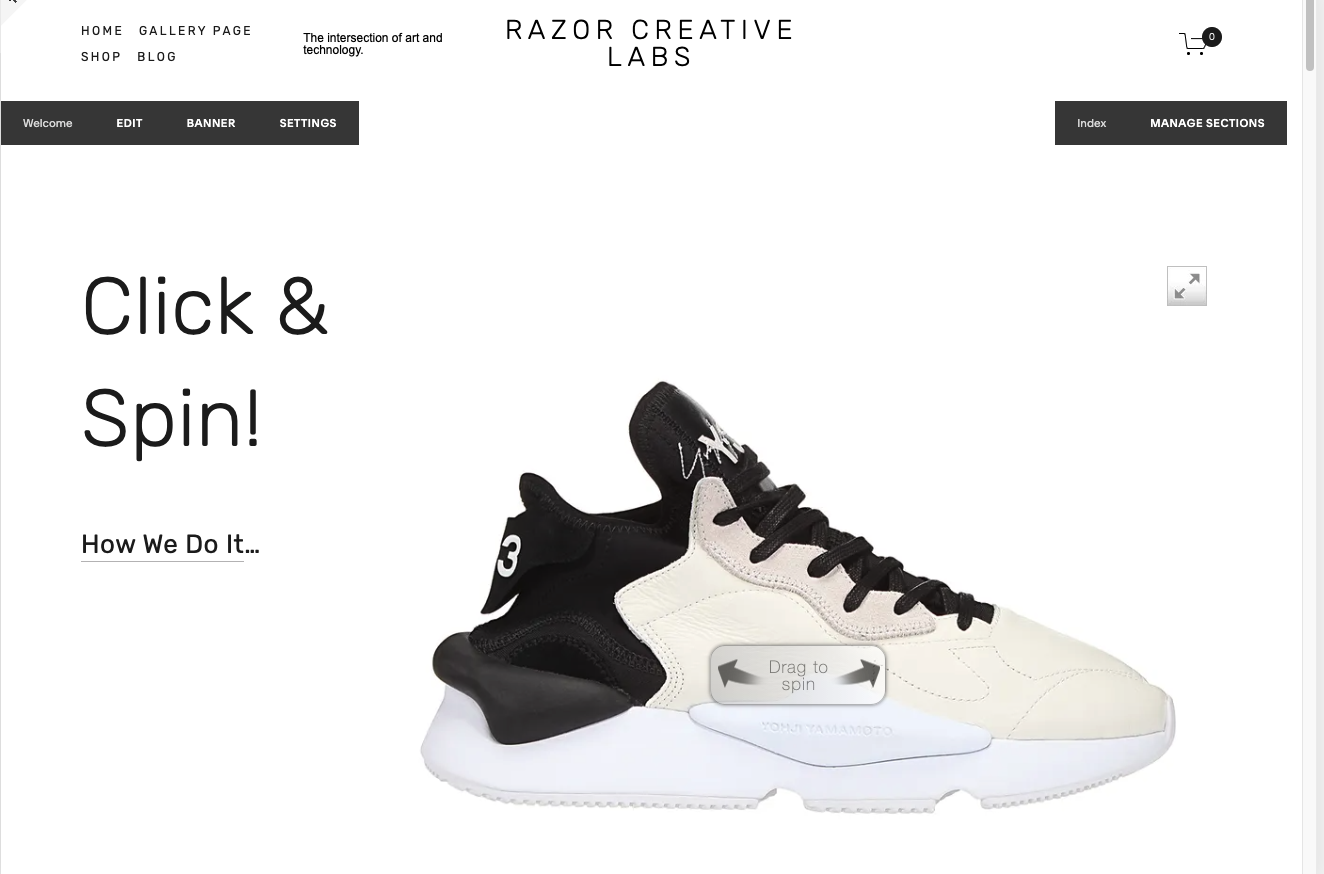 HOME GALLERY PAGE
SHOP BLOG
The intersection of art and
technology.
RAZOR CREATIVE
LABS
0
Welcome EDIT BANNER SETTINGS
Index MANAGE SECTIONS
Click &
Spin!
How We Do It...
3
Drag to
spin
YOHJI YAMAMOTO